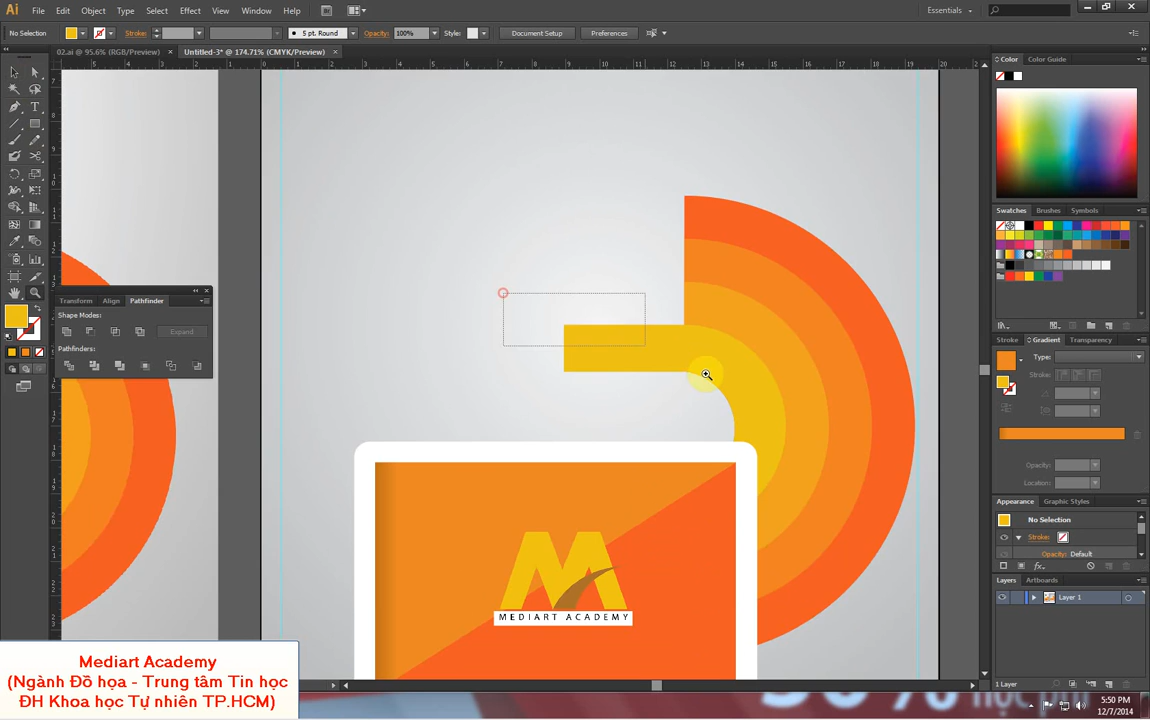 Ai File Edit Object Type Select Effect View Window Help Br Essentials
No Selection Stroke: 5 pt. Round Opacity: 100% Style: Document Setup Preferences
02.ai @ 95.6% (RGB/Preview) × Untitled-3* @ 174.71% (CMYK/Preview) ×
Color Color Guide
Swatches Brushes Symbols
Transform Align Pathfinder
Shape Modes:
Expand
Pathfinders:
Stroke Gradient Transparency
Type:
Stroke:
Opacity:
Location:
Appearance Graphic Styles
No Selection
Stroke:
Opacity: Default
Layers Artboards
Layer 1
MEDIART ACADEMY
1 Layer
Mediart Academy
(Ngành Đồ họa - Trung tâm Tin học
ĐH Khoa học Tự nhiên TP.HCM)
5:50 PM
12/7/2014